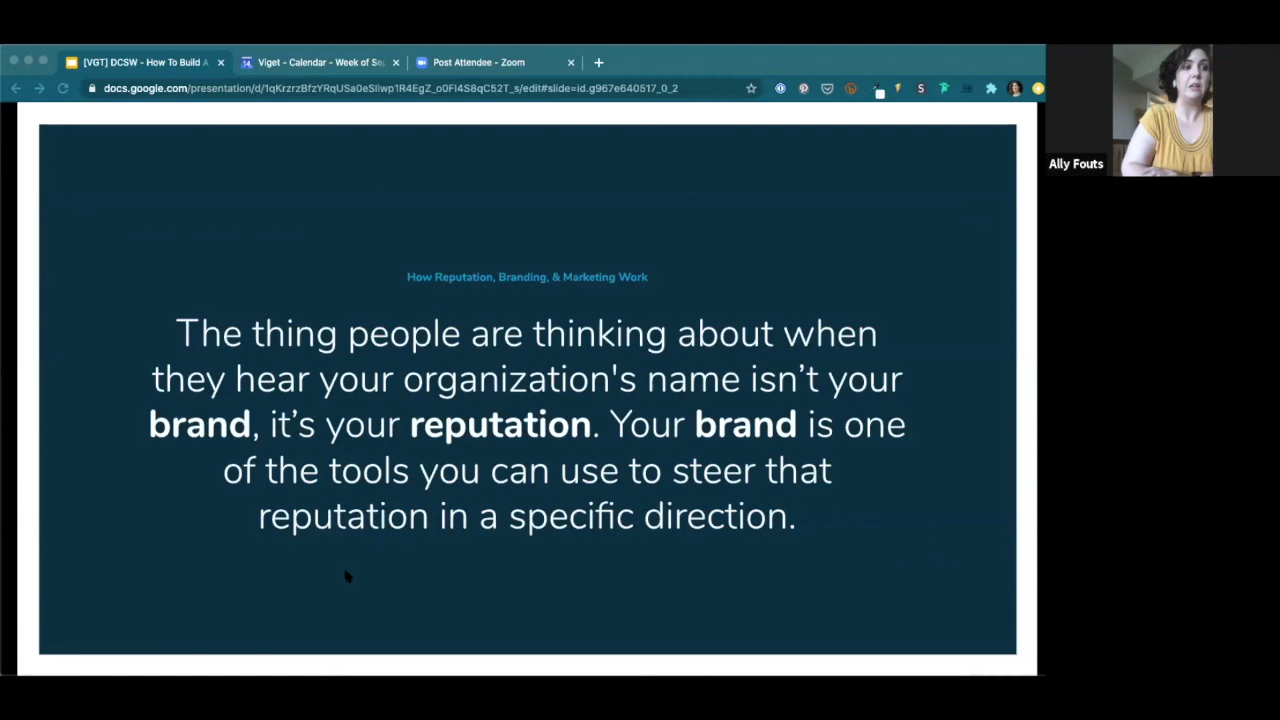 [VGT] DCSW - How To Build A
Viget - Calendar - Week of Se
Post Attendee - Zoom
docs.google.com/presentation/d/1qKrzrzBfzYRqUSa0eSliwp1R4EgZ_o0Fl4S8qC52T_s/edit#slide=id.g967e640517_0_2
Ally Fouts
How Reputation, Branding, & Marketing Work
The thing people are thinking about when
they hear your organization's name isn’t your
brand, it’s your reputation. Your brand is one
of the tools you can use to steer that
reputation in a specific direction.